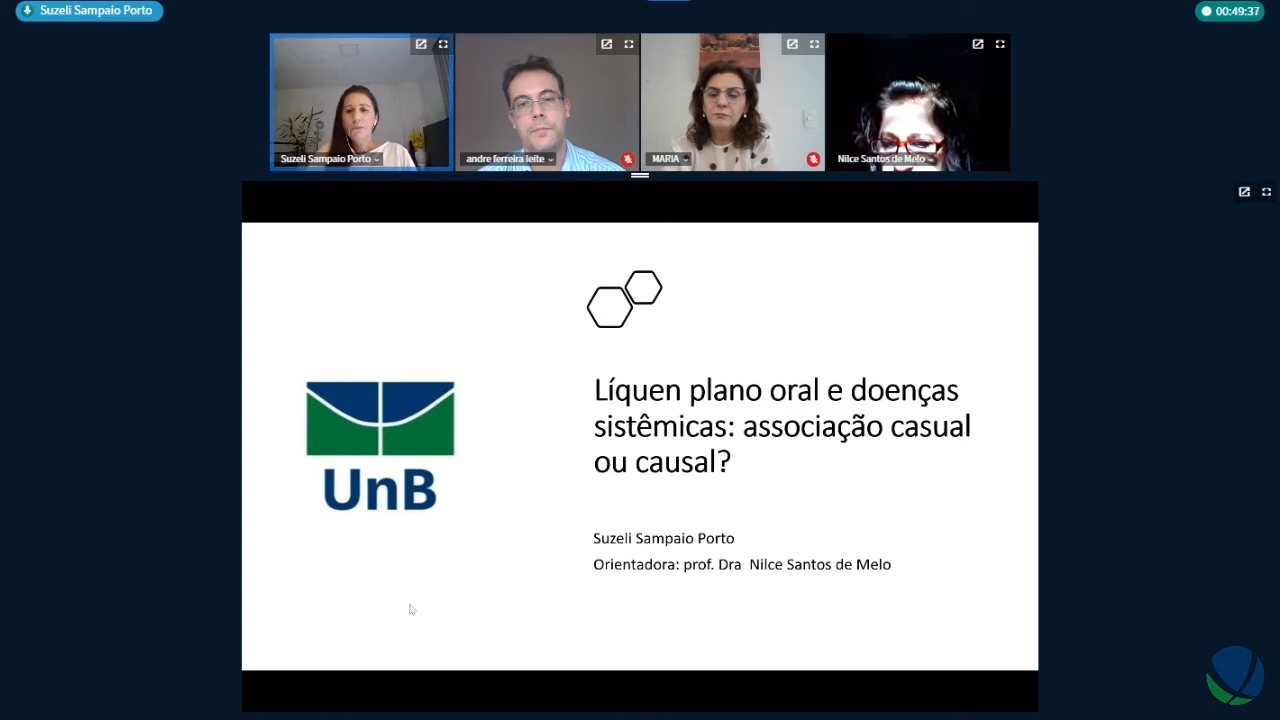 Suzeli Sampaio Porto
00:49:37
Suzeli Sampaio Porto
andre ferreira leite
MARIA
Nilce Santos de Melo
Líquen plano oral e doenças
sistêmicas: associação casual
ou causal?
UnB
Suzeli Sampaio Porto
Orientadora: prof. Dra Nilce Santos de Melo